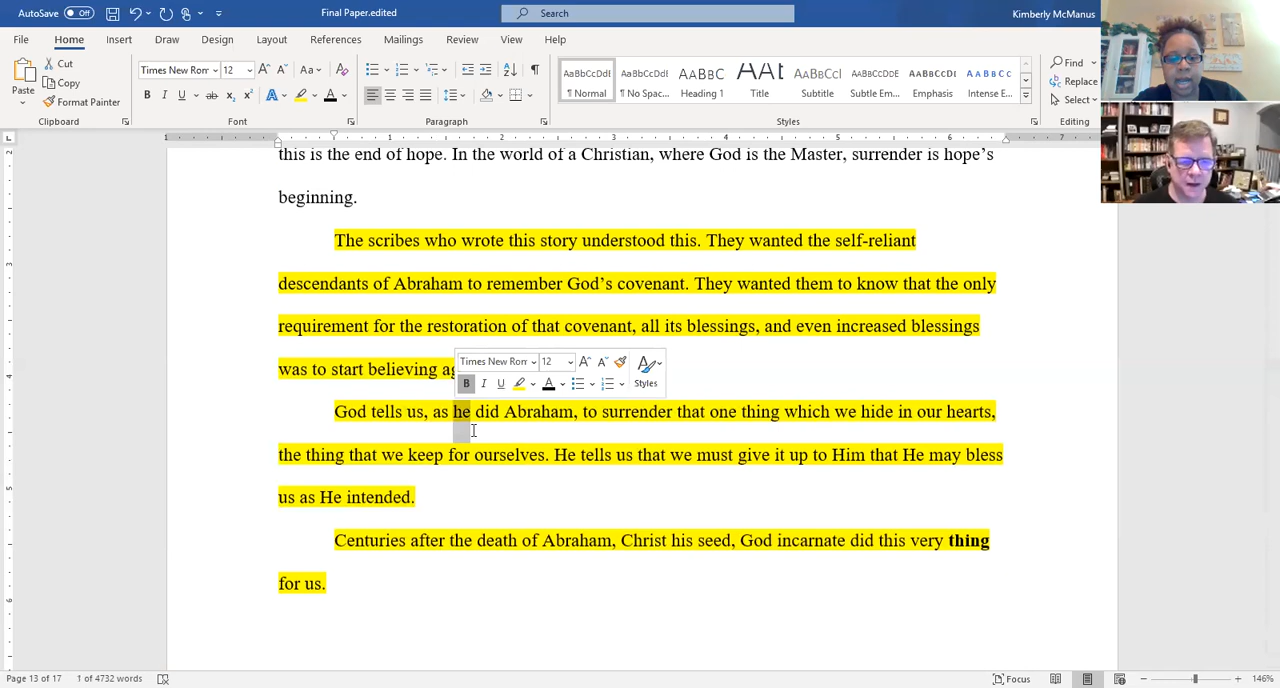 AutoSave Off Final Paper.edited Search Kimberly McManus
File Home Insert Draw Design Layout References Mailings Review View Help
Paste Cut Copy Format Painter
Times New Rom 12
AaBbCcDdE AaBbCcDdE AaBbC AaBbCcD AaBbCcDdE AaBbCcDdE AaBbCc
¶ Normal ¶ No Spac... Heading 1 Title Subtitle Subtle Em... Emphasis Intense E...
Find Replace Select
Clipboard Font Paragraph Styles Editing
this is the end of hope. In the world of a Christian, where God is the Master, surrender is hope's
beginning.
The scribes who wrote this story understood this. They wanted the self-reliant
descendants of Abraham to remember God's covenant. They wanted them to know that the only
requirement for the restoration of that covenant, all its blessings, and even increased blessings
was to start believing
Times New Rom 12
B I U Styles
God tells us, as he did Abraham, to surrender that one thing which we hide in our hearts,
the thing that we keep for ourselves. He tells us that we must give it up to Him that He may bless
us as He intended.
Centuries after the death of Abraham, Christ his seed, God incarnate did this very thing
for us.
Page 13 of 17 1 of 4732 words Focus 146%